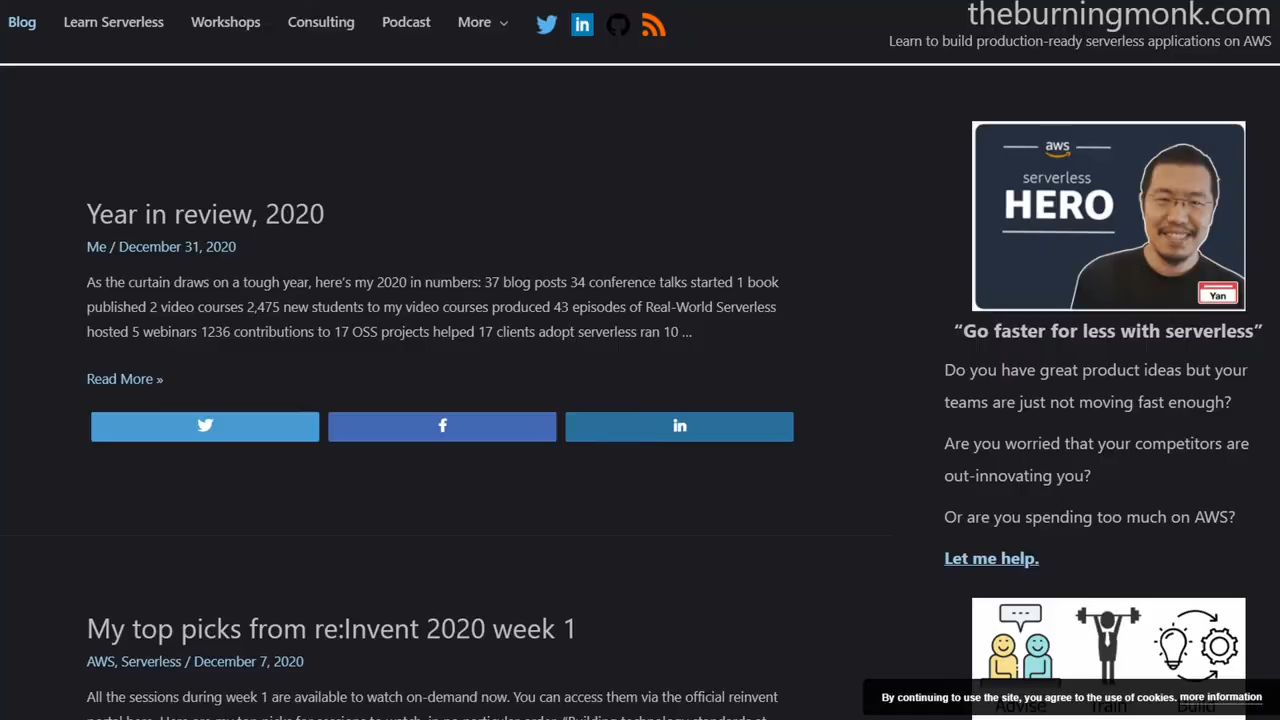 Blog
Learn Serverless
Workshops
Consulting
Podcast
More
theburningmonk.com
Learn to build production-ready serverless applications on AWS
Year in review, 2020
Me / December 31, 2020
As the curtain draws on a tough year, here's my 2020 in numbers: 37 blog posts 34 conference talks started 1 book
published 2 video courses 2,475 new students to my video courses produced 43 episodes of Real-World Serverless
hosted 5 webinars 1236 contributions to 17 OSS projects helped 17 clients adopt serverless ran 10 ...
Read More »
My top picks from re:Invent 2020 week 1
AWS, Serverless / December 7, 2020
All the sessions during week 1 are available to watch on-demand now. You can access them via the official reinvent
aws
serverless
HERO
Yan
“Go faster for less with serverless”
Do you have great product ideas but your
teams are just not moving fast enough?
Are you worried that your competitors are
out-innovating you?
Or are you spending too much on AWS?
Let me help.
Advise
Train
Build
By continuing to use the site, you agree to the use of cookies. more information